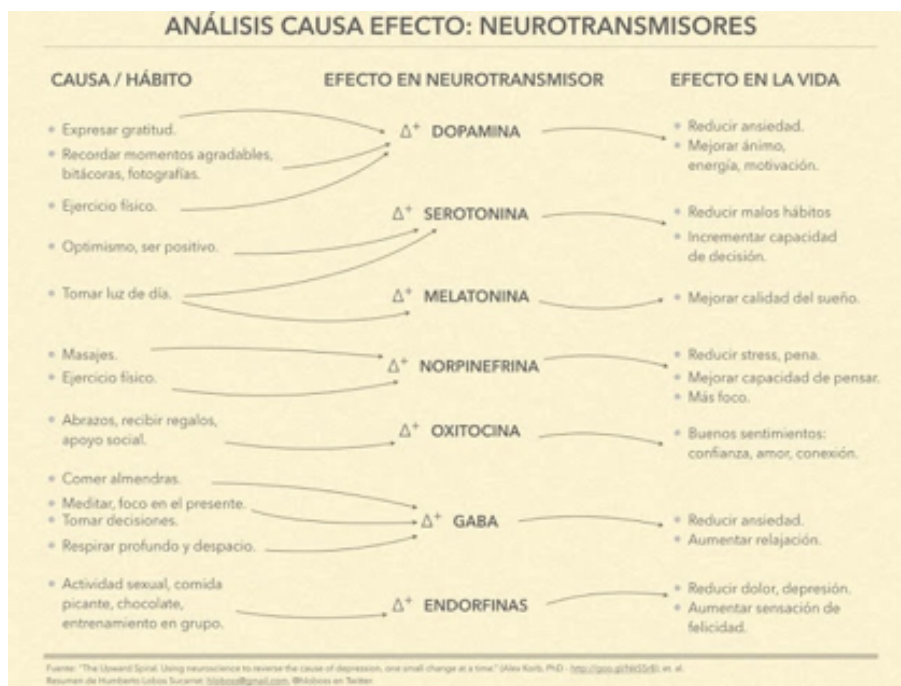 ANÁLISIS CAUSA EFECTO: NEUROTRANSMISORES
CAUSA / HÁBITO
EFECTO EN NEUROTRANSMISOR
EFECTO EN LA VIDA
Expresar gratitud.
Recordar momentos agradables,
bitácoras, fotografías.
Ejercicio físico.
Δ+ DOPAMINA
Reducir ansiedad.
Mejorar ánimo,
energía, motivación.
Optimismo, ser positivo.
Δ+ SEROTONINA
Reducir malos hábitos
Incrementar capacidad
de decisión.
Tomar luz de día.
Δ+ MELATONINA
Mejorar calidad del sueño.
Masajes.
Ejercicio físico.
Δ+ NORPINEFRINA
Reducir stress, pena.
Mejorar capacidad de pensar.
Más foco.
Abrazos, recibir regalos,
apoyo social.
Δ+ OXITOCINA
Buenos sentimientos:
confianza, amor, conexión.
Comer almendras.
Meditar, foco en el presente.
Tomar decisiones.
Respirar profundo y despacio.
Δ+ GABA
Reducir ansiedad.
Aumentar relajación.
Actividad sexual, comida
picante, chocolate,
entrenamiento en grupo.
Δ+ ENDORFINAS
Reducir dolor, depresión.
Aumentar sensación de
felicidad.
Fuente: "The Upward Spiral. Using neuroscience to reverse the cause of depression, one small change at a time." (Alex Korb, PhD - et. al.
Resumen de Humberto Lobos Sucarrat en Twitter